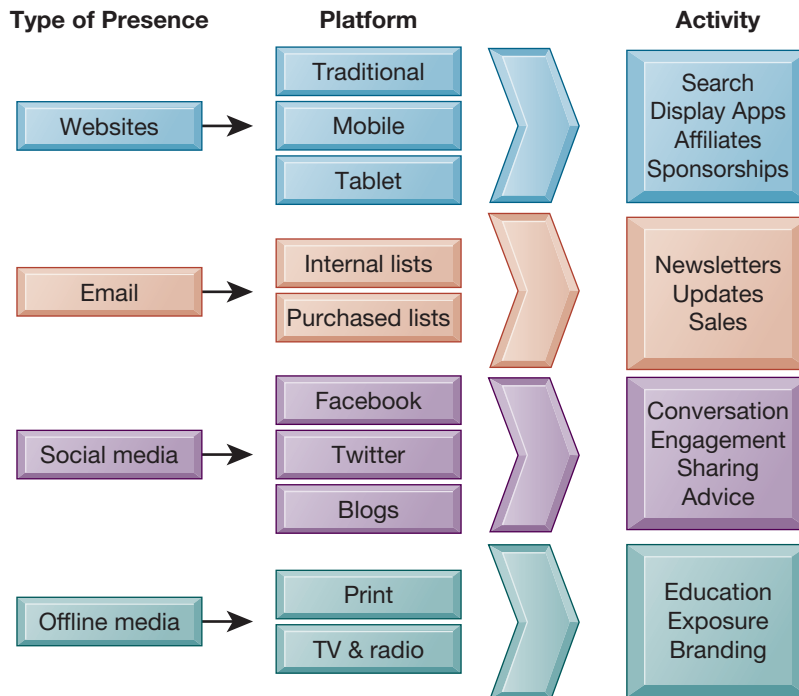 Type of Presence
Platform
Activity
Websites
Traditional
Mobile
Tablet
Search
Display Apps
Affiliates
Sponsorships
Email
Internal lists
Purchased lists
Newsletters
Updates
Sales
Social media
Facebook
Twitter
Blogs
Conversation
Engagement
Sharing
Advice
Offline media
Print
TV & radio
Education
Exposure
Branding